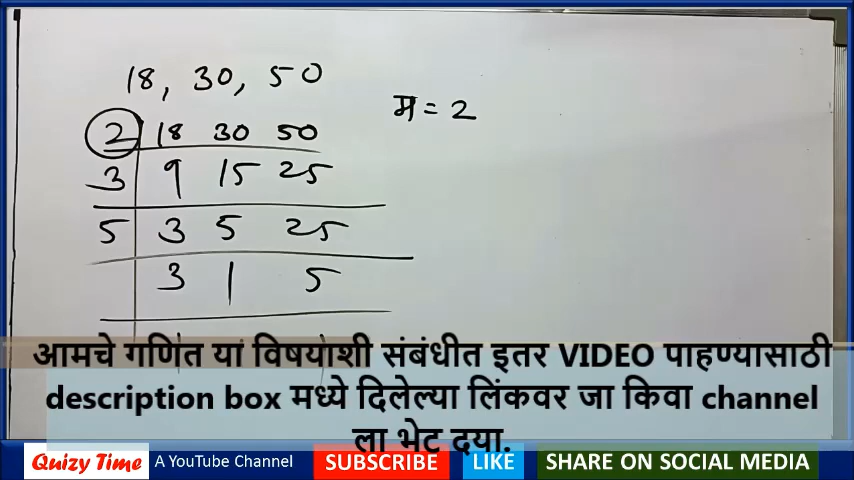 18, 30, 50
म = 2
2 18 30 50
3 9 15 25
5 3 5 25
3 1 5
आमचे गणित या विषयाशी संबंधीत इतर VIDEO पाहण्यासाठी
description box मध्ये दिलेल्या लिंकवर जा किवा channel
ला भेट दया.
Quizy Time A YouTube Channel SUBSCRIBE LIKE SHARE ON SOCIAL MEDIA